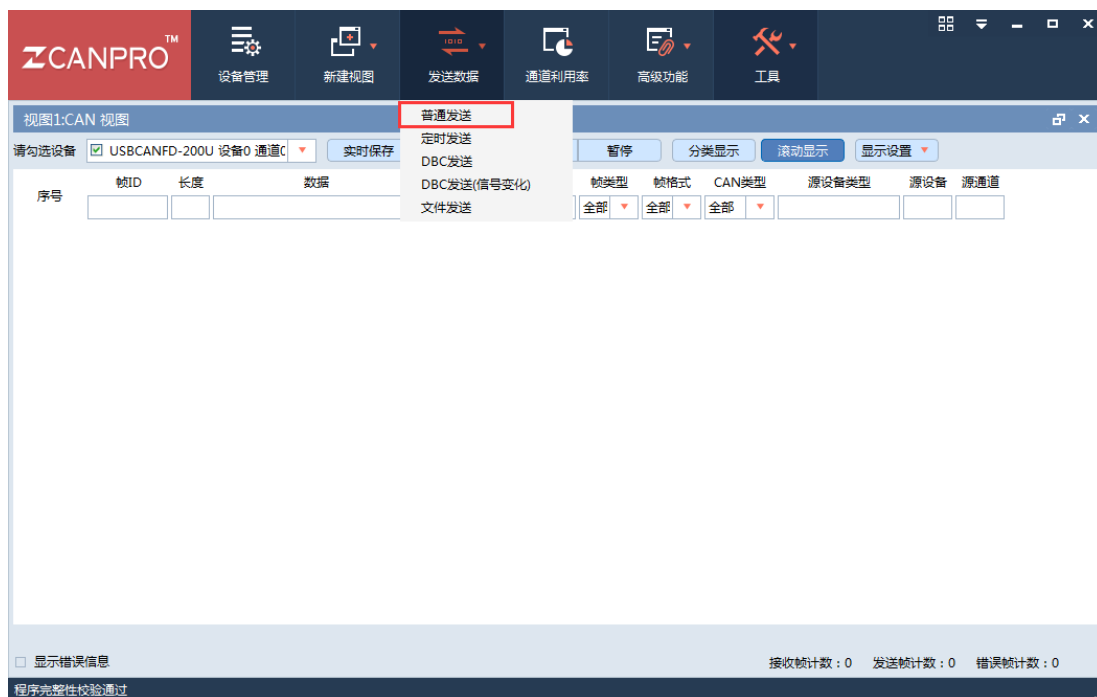 ZCANPRO™
设备管理
新建视图
发送数据
通道利用率
高级功能
工具
视图1:CAN 视图
普通发送
定时发送
DBC发送
DBC发送(信号变化)
文件发送
请勾选设备 USBCANFD-200U 设备0 通道 实时保存 暂停 分类显示 滚动显示 显示设置
序号 帧ID 长度 数据 帧类型 帧格式 CAN类型 源设备类型 源设备 源通道
全部 全部 全部
显示错误信息 接收帧计数：0 发送帧计数：0 错误帧计数：0
程序完整性校验通过